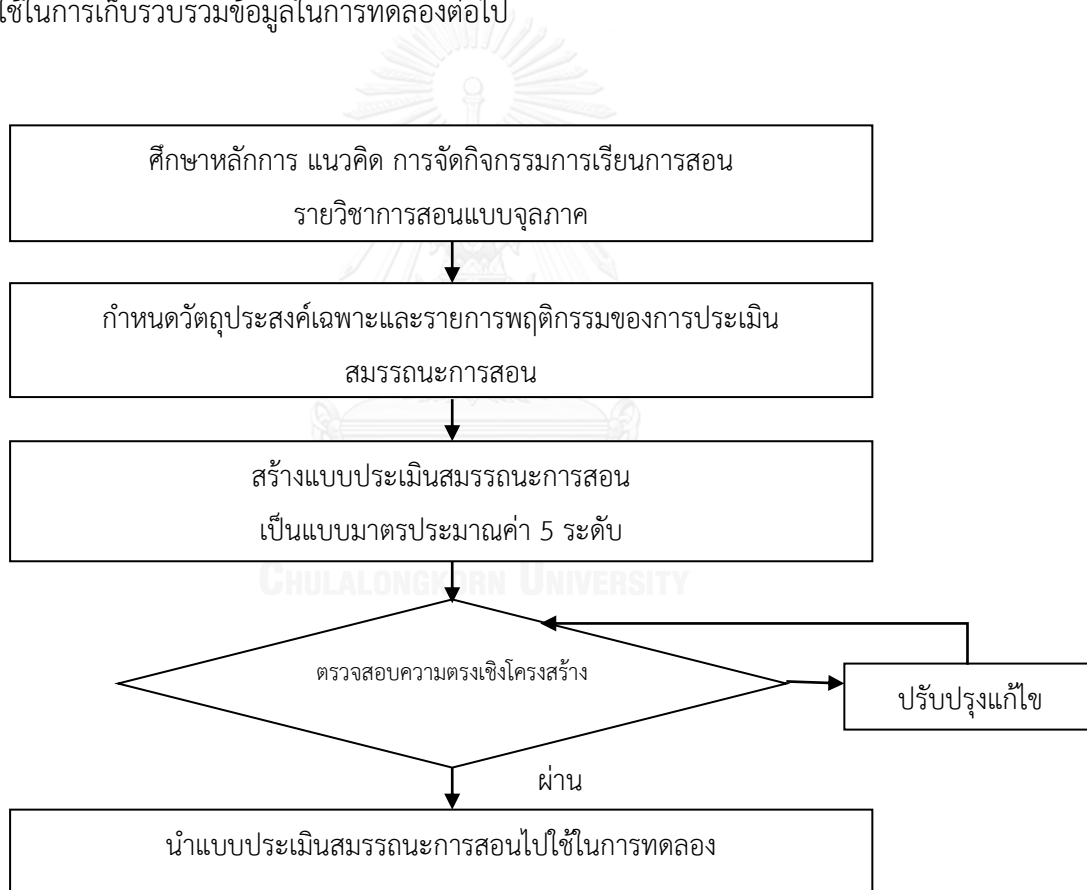 ใช้ในการเก็บรวบรวมข้อมูลในการทดลองต่อไป
ศึกษาหลักการ แนวคิด การจัดกิจกรรมการเรียนการสอน
รายวิชาการสอนแบบจุลภาค
กำหนดวัตถุประสงค์เฉพาะและรายการพฤติกรรมของการประเมิน
สมรรถนะการสอน
สร้างแบบประเมินสมรรถนะการสอน
เป็นแบบมาตรประมาณค่า 5 ระดับ
CHULALONGKORN UNIVERSITY
ตรวจสอบความตรงเชิงโครงสร้าง
ปรับปรุงแก้ไข
ผ่าน
นำแบบประเมินสมรรถนะการสอนไปใช้ในการทดลอง